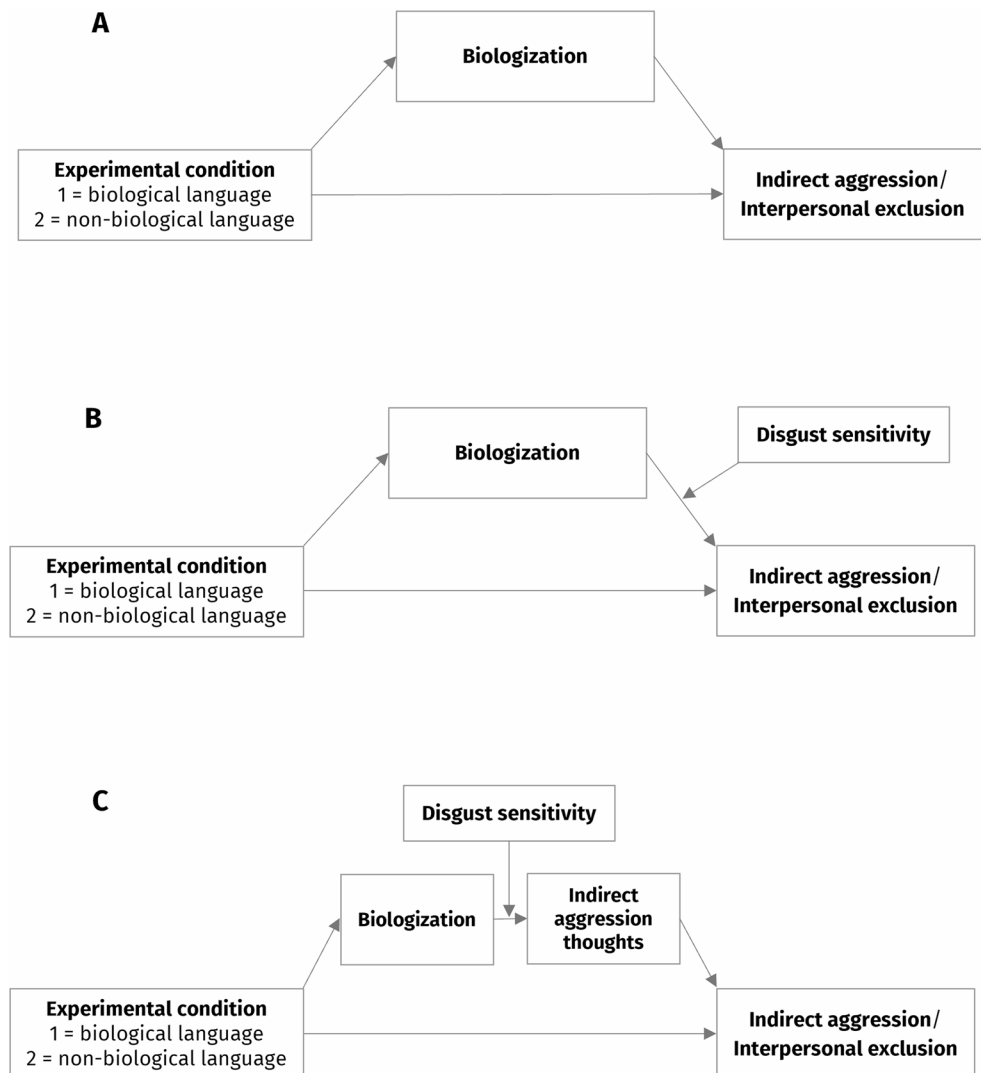 A
Biologization
Experimental condition
1 = biological language
2 = non-biological language
Indirect aggression/
Interpersonal exclusion
B
Biologization
Disgust sensitivity
Experimental condition
1 = biological language
2 = non-biological language
Indirect aggression/
Interpersonal exclusion
C
Disgust sensitivity
Biologization
Indirect
aggression
thoughts
Experimental condition
1 = biological language
2 = non-biological language
Indirect aggression/
Interpersonal exclusion